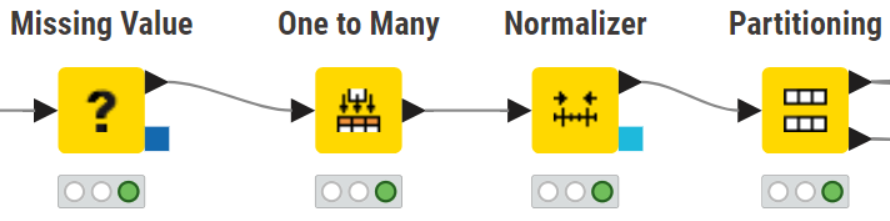 Missing Value
One to Many
Normalizer
Partitioning
?